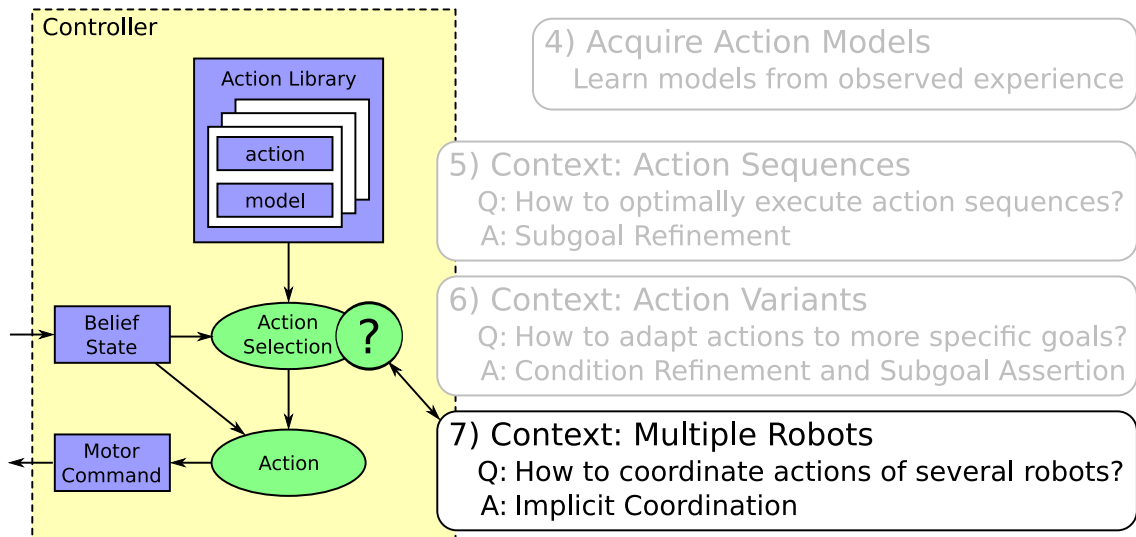 Controller
Action Library
action
model
Belief
State
Action
Selection
?
Motor
Command
Action
4) Acquire Action Models
Learn models from observed experience
5) Context: Action Sequences
Q: How to optimally execute action sequences?
A: Subgoal Refinement
6) Context: Action Variants
Q: How to adapt actions to more specific goals?
A: Condition Refinement and Subgoal Assertion
7) Context: Multiple Robots
Q: How to coordinate actions of several robots?
A: Implicit Coordination